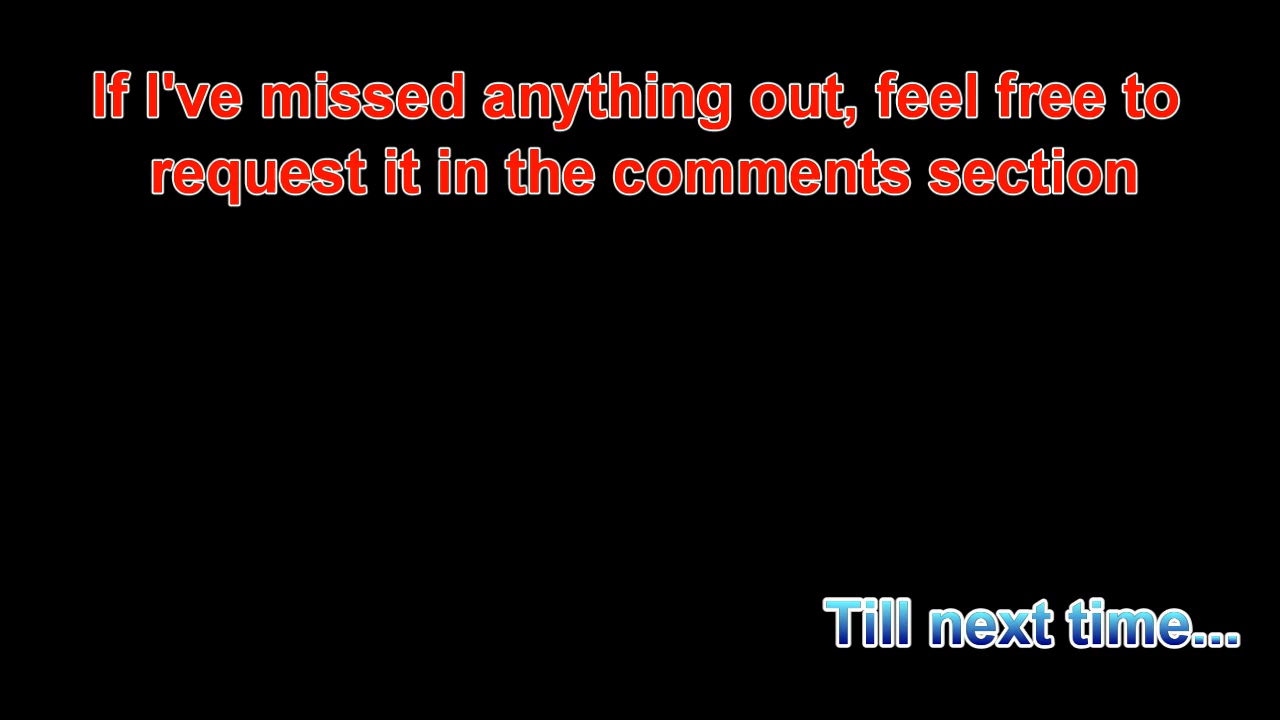 If I've missed anything out, feel free to
request it in the comments section
Till next time...